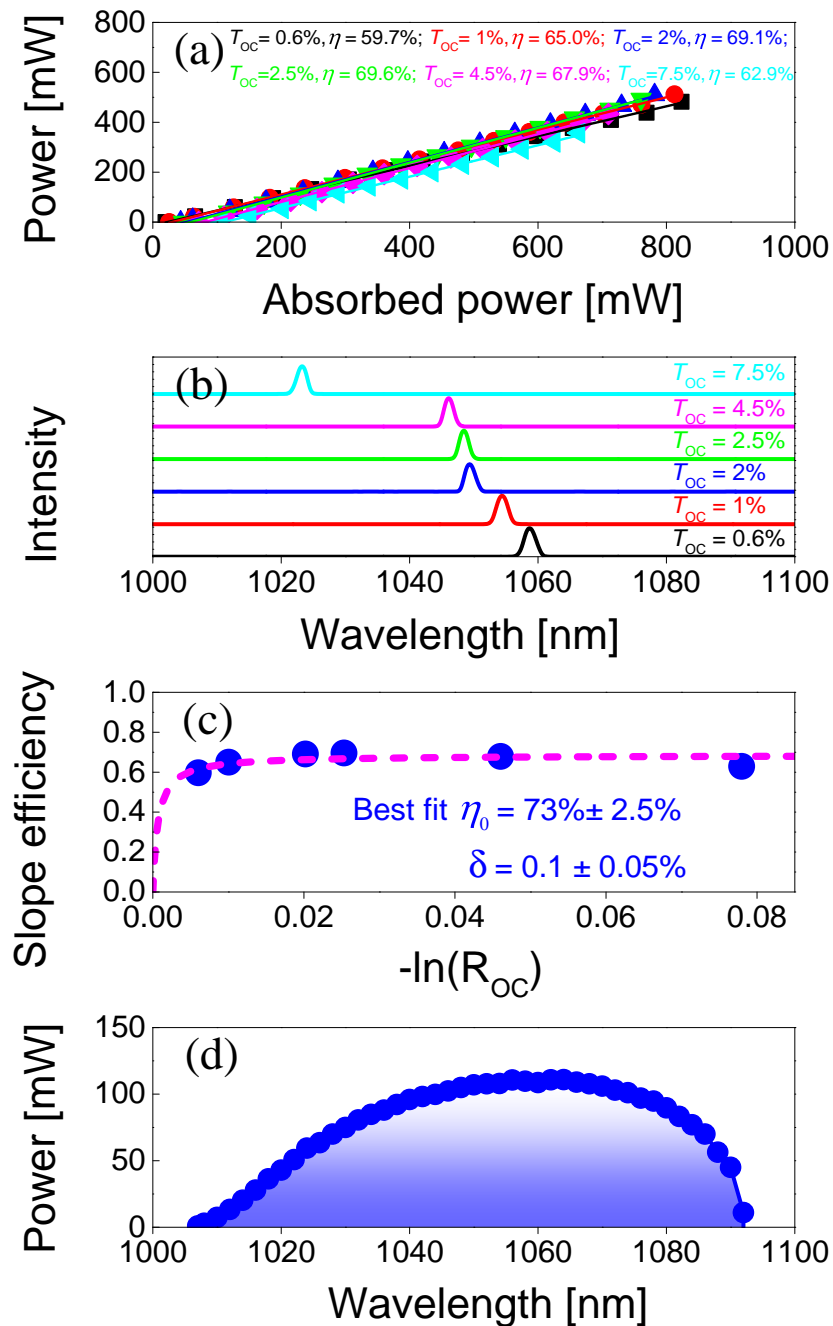 800
(a)
T_OC= 0.6%, η = 59.7%; T_OC= 1%, η = 65.0%; T_OC= 2%, η = 69.1%;
T_OC=2.5%, η = 69.6%; T_OC= 4.5%, η = 67.9%; T_OC=7.5%, η = 62.9%
600
400
200
0
Power [mW]
0 200 400 600 800 1000
Absorbed power [mW]
(b)
T_OC = 7.5%
T_OC = 4.5%
T_OC = 2.5%
T_OC = 2%
T_OC = 1%
T_OC = 0.6%
Intensity
1000 1020 1040 1060 1080 1100
Wavelength [nm]
1.0
(c)
0.8
0.6
0.4
0.2
0.0
Slope efficiency
Best fit η₀ = 73%± 2.5%
δ = 0.1 ± 0.05%
0.00 0.02 0.04 0.06 0.08
-ln(R_OC)
150
(d)
100
50
0
Power [mW]
1000 1020 1040 1060 1080 1100
Wavelength [nm]